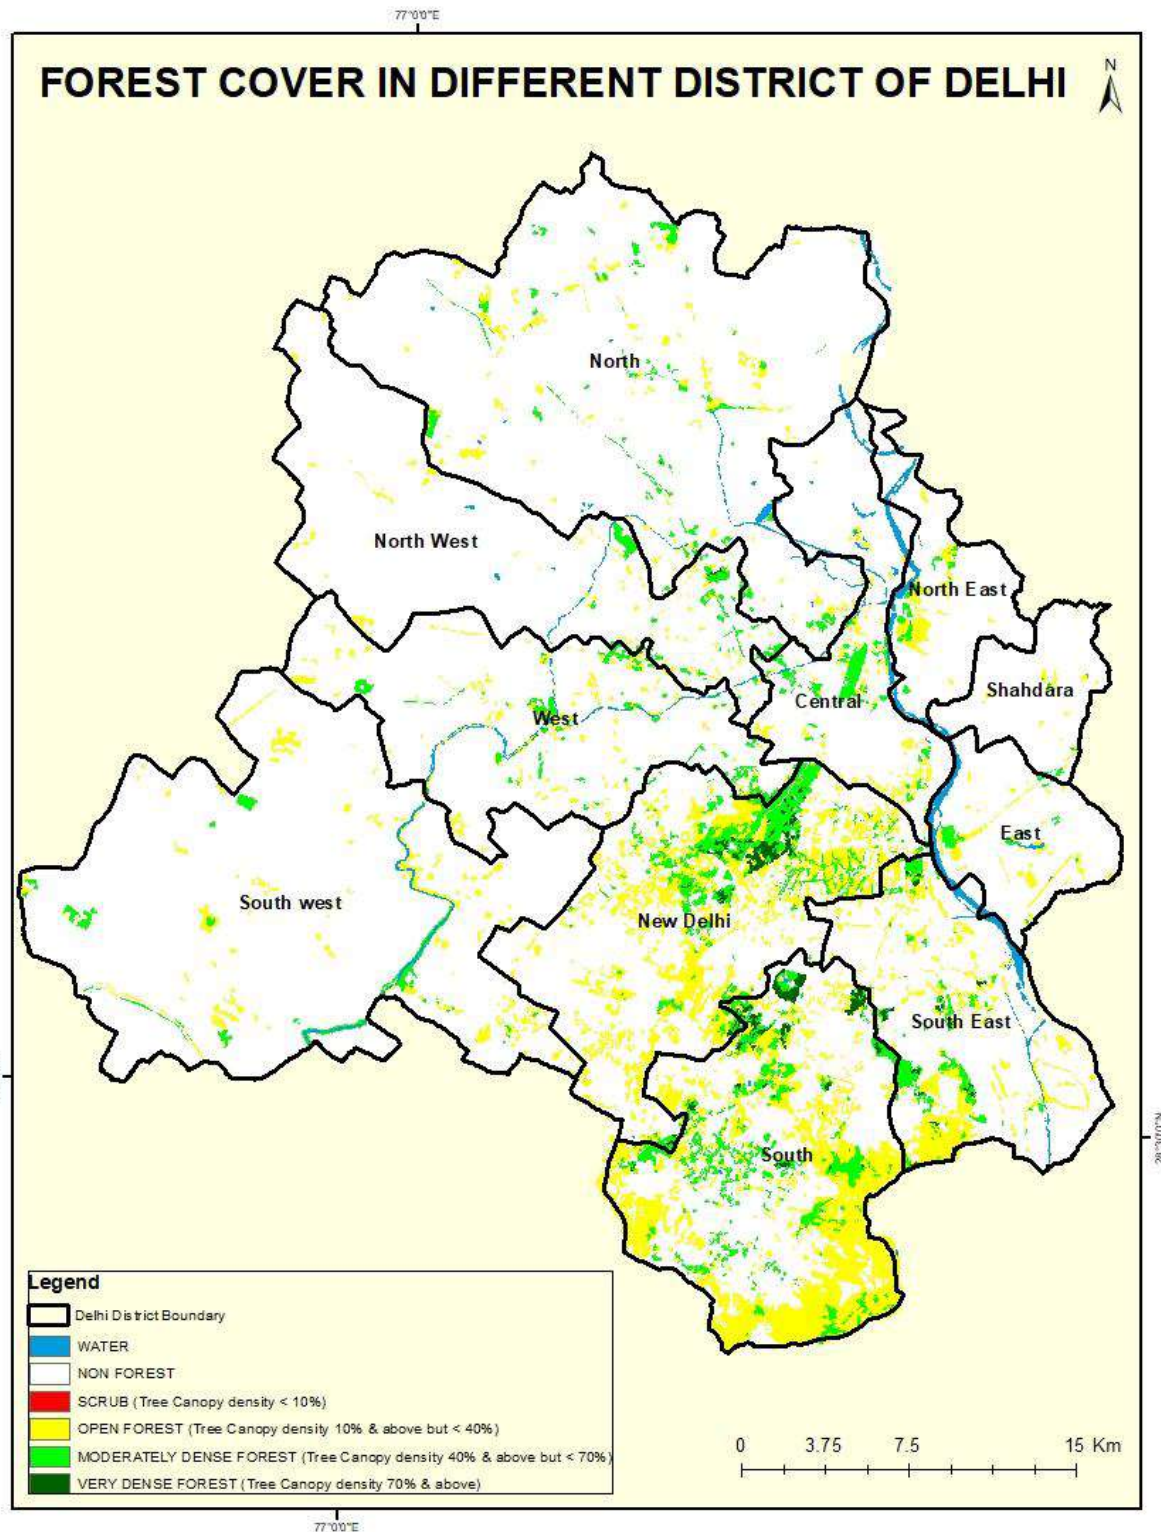 77°0'0"E
FOREST COVER IN DIFFERENT DISTRICT OF DELHI
N
North
North West
North East
Shahdara
Central
West
East
South west
New Delhi
South East
28°30'0"N
South
Legend
Delhi District Boundary
WATER
NON FOREST
SCRUB (Tree Canopy density < 10%)
OPEN FOREST (Tree Canopy density 10% & above but < 40%)
MODERATELY DENSE FOREST (Tree Canopy density 40% & above but < 70%)
VERY DENSE FOREST (Tree Canopy density 70% & above)
0 3.75 7.5 15 Km
77°0'0"E